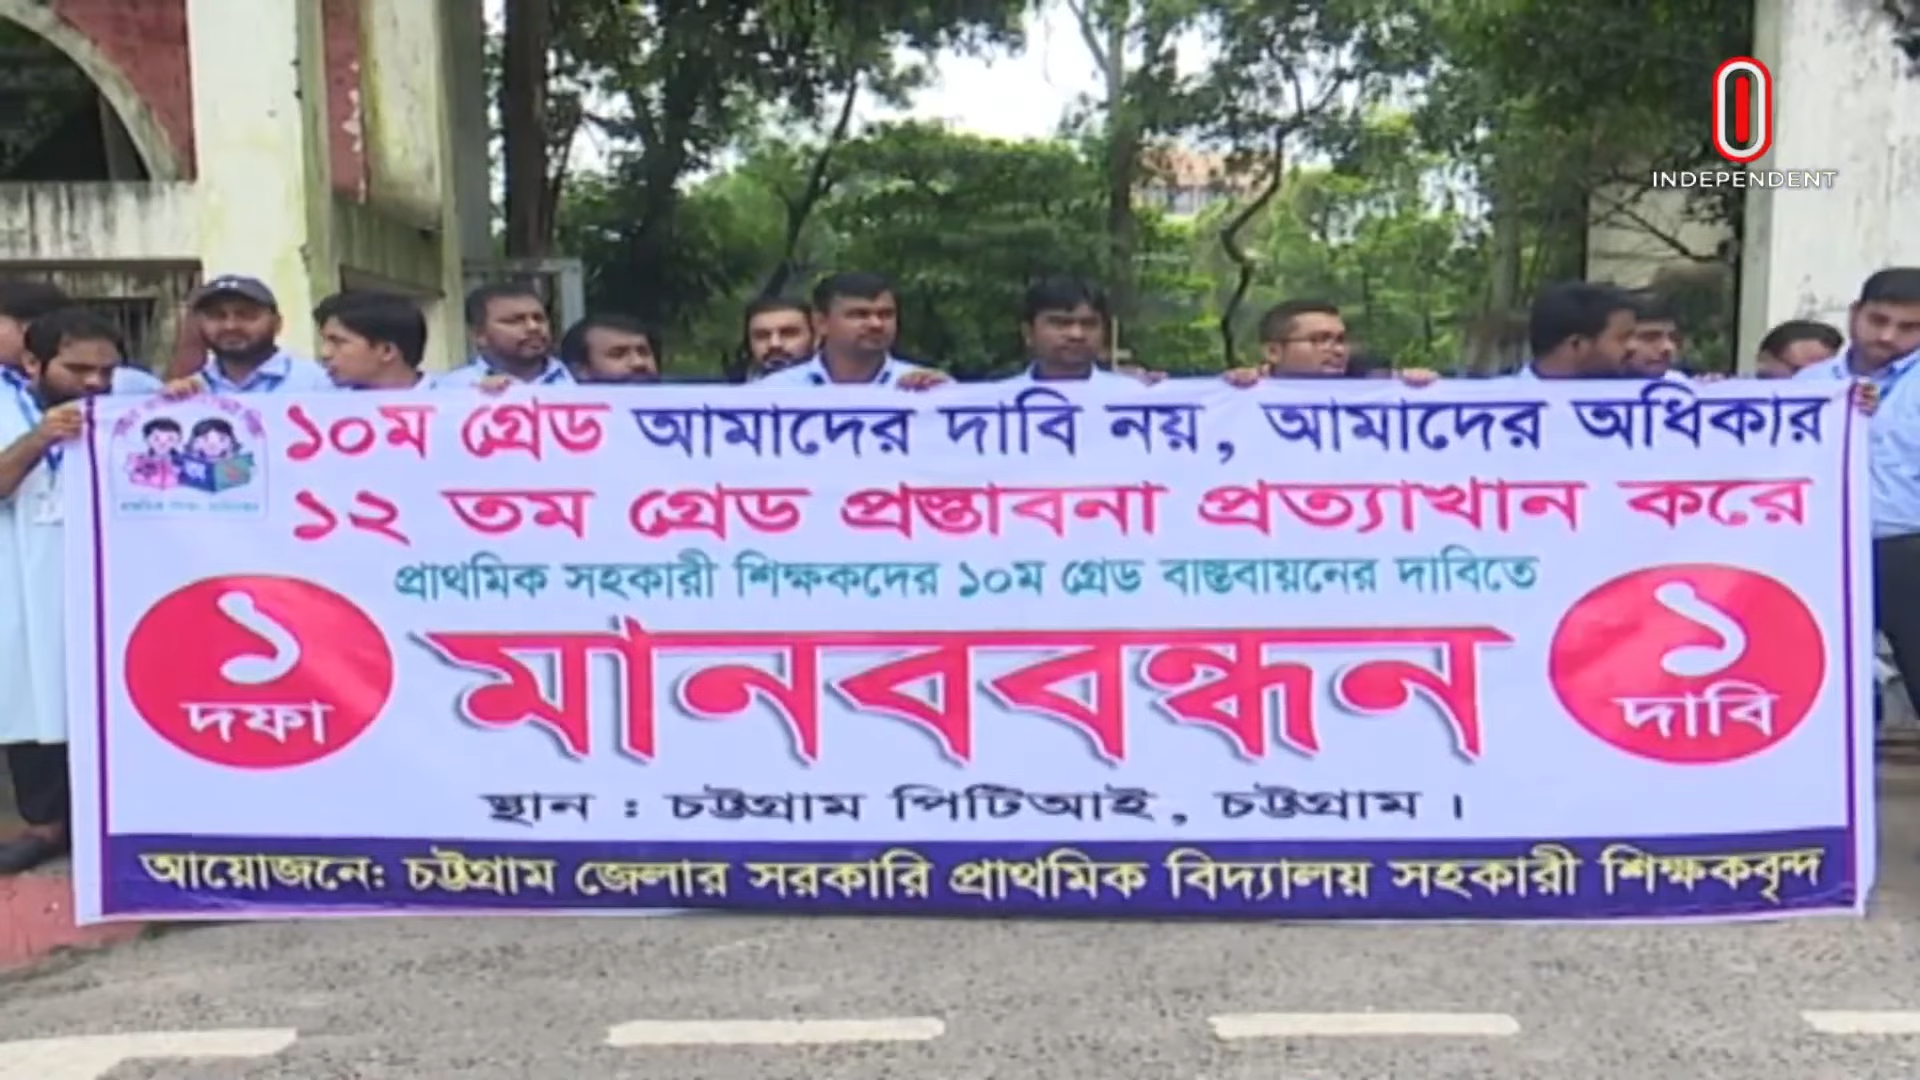 INDEPENDENT
১০ম গ্রেড আমাদের দাবি নয়, আমাদের অধিকার
১২ তম গ্রেড প্রস্তাবনা প্রত্যাখান করে
প্রাথমিক সহকারী শিক্ষকদের ১০ম গ্রেড বাস্তবায়নের দাবিতে
১ দফা
মানববন্ধন
১ দাবি
স্থান : চট্টগ্রাম পিটিআই, চট্টগ্রাম।
আয়োজনে: চট্টগ্রাম জেলার সরকারি প্রাথমিক বিদ্যালয় সহকারী শিক্ষকবৃন্দ